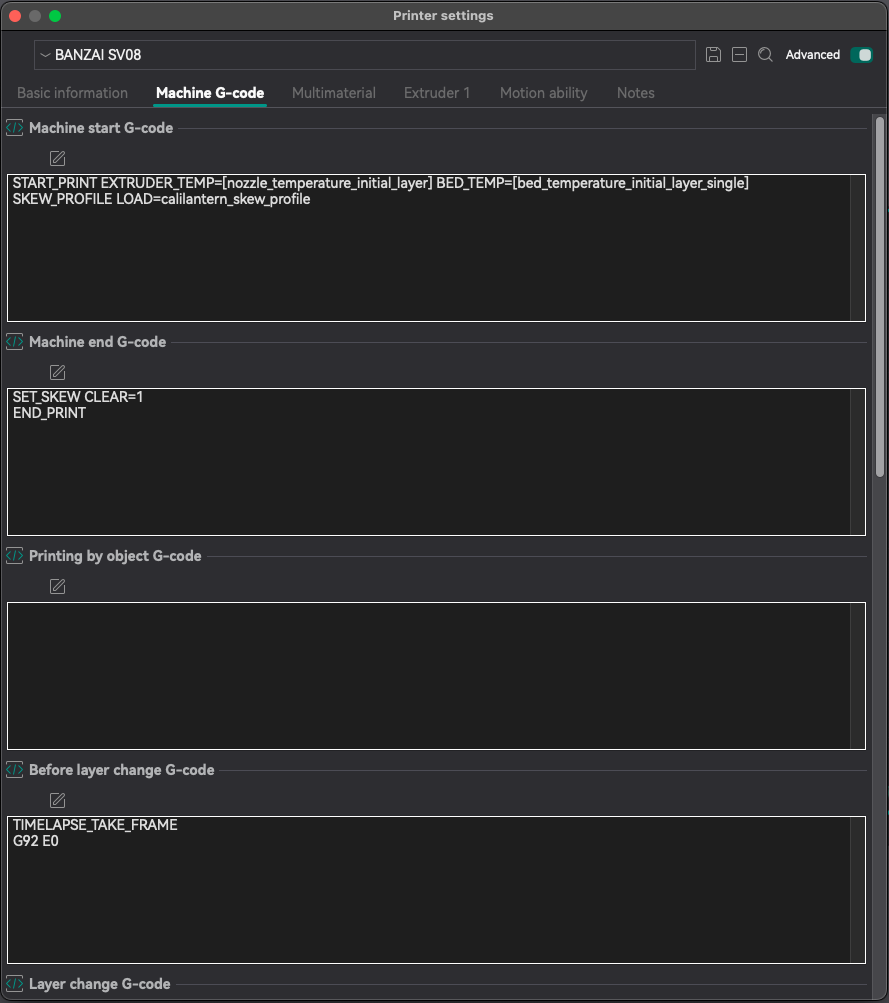 Printer settings
BANZAI SV08
Advanced
Basic information Machine G-code Multimaterial Extruder 1 Motion ability Notes
Machine start G-code
START_PRINT EXTRUDER_TEMP=[nozzle_temperature_initial_layer] BED_TEMP=[bed_temperature_initial_layer_single]
SKEW_PROFILE LOAD=calilantern_skew_profile
Machine end G-code
SET_SKEW CLEAR=1
END_PRINT
Printing by object G-code
Before layer change G-code
TIMELAPSE_TAKE_FRAME
G92 E0
Layer change G-code